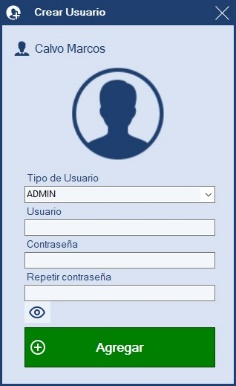 Crear Usuario
Calvo Marcos
Tipo de Usuario
ADMIN
Usuario
Contraseña
Repetir contraseña
Agregar